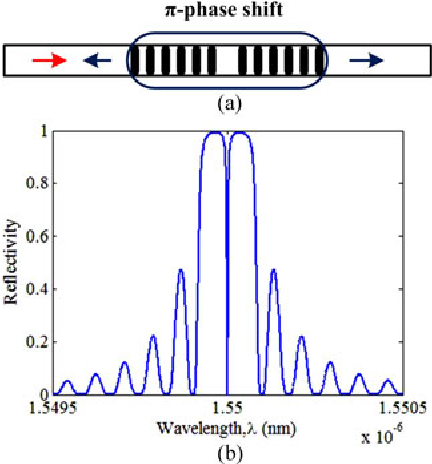 π-phase shift
(a)
1
0.8
0.6
0.4
0.2
0
Reflectivity
1.5495
1.55
1.5505
Wavelength,λ (nm)
x 10⁻⁶
(b)